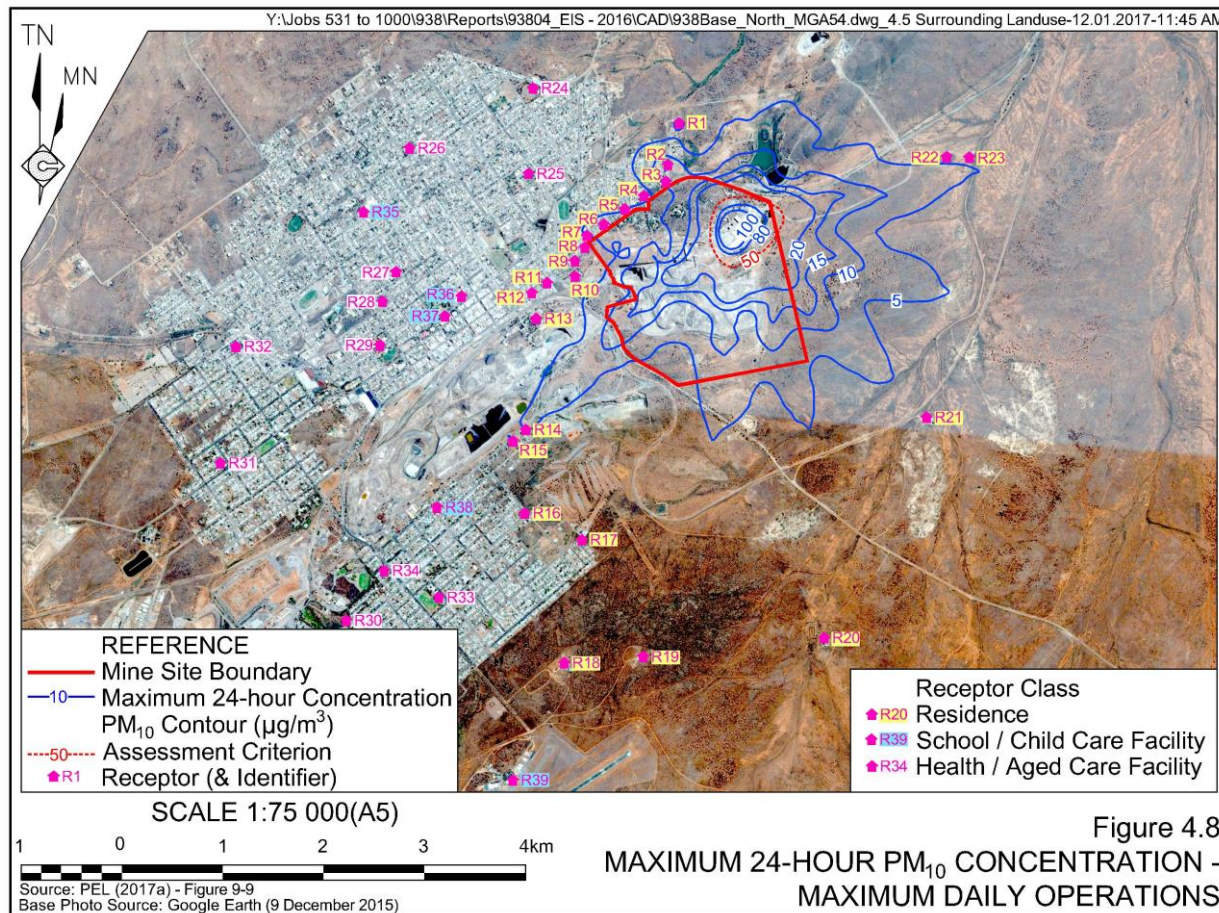 Y:\Jobs 531 to 1000\938\Reports\93804_EIS - 2016\CAD\938Base_North_MGA54.dwg_4.5 Surrounding Landuse-12.01.2017-11:45 AM
TN
MN
R24
R1
R26
R2
R22
R23
R25
R3
R4
R5
R35
R6
100
80
R7
50
20
R8
R9
15
R27
10
R11
R10
R36
R12
5
R28
R37
R13
R32
R29
R21
R14
R15
R31
R38
R16
R17
R34
R33
R30
R20
R19
R18
R39
REFERENCE
Mine Site Boundary
10 Maximum 24-hour Concentration
PM₁₀ Contour (µg/m³)
50 Assessment Criterion
R1 Receptor (& Identifier)
Receptor Class
R20 Residence
R39 School / Child Care Facility
R34 Health / Aged Care Facility
SCALE 1:75 000(A5)
1 0 1 2 3 4km
Source: PEL (2017a) - Figure 9-9
Base Photo Source: Google Earth (9 December 2015)
Figure 4.8
MAXIMUM 24-HOUR PM₁₀ CONCENTRATION -
MAXIMUM DAILY OPERATIONS